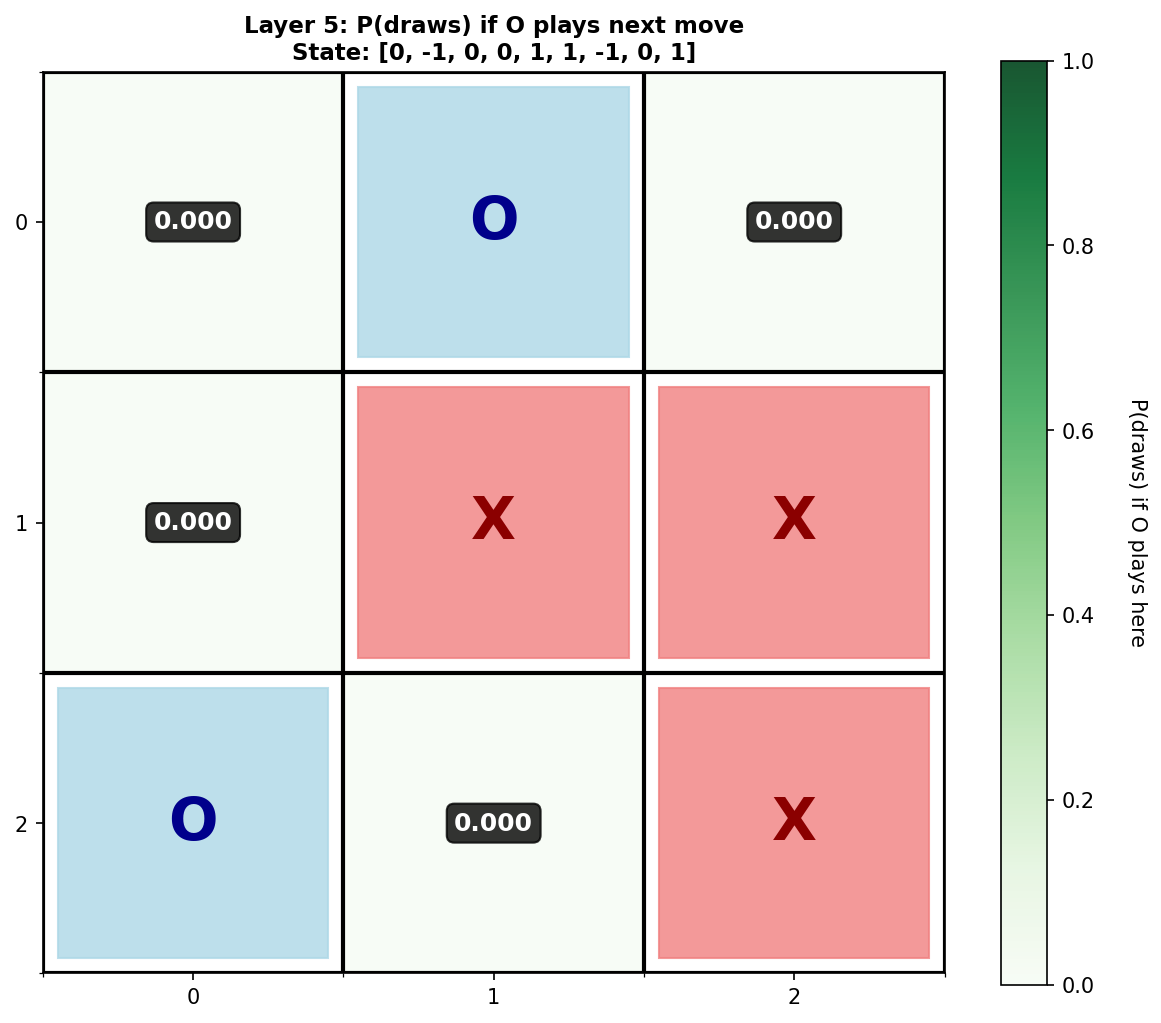 Layer 5: P(draws) if O plays next move
State: [0, -1, 0, 0, 1, 1, -1, 0, 1]
0.000
O
0.000
0.000
X
X
O
0.000
X
0
1
2
0
1
2
1.0
0.8
0.6
0.4
0.2
0.0
P(draws) if O plays here